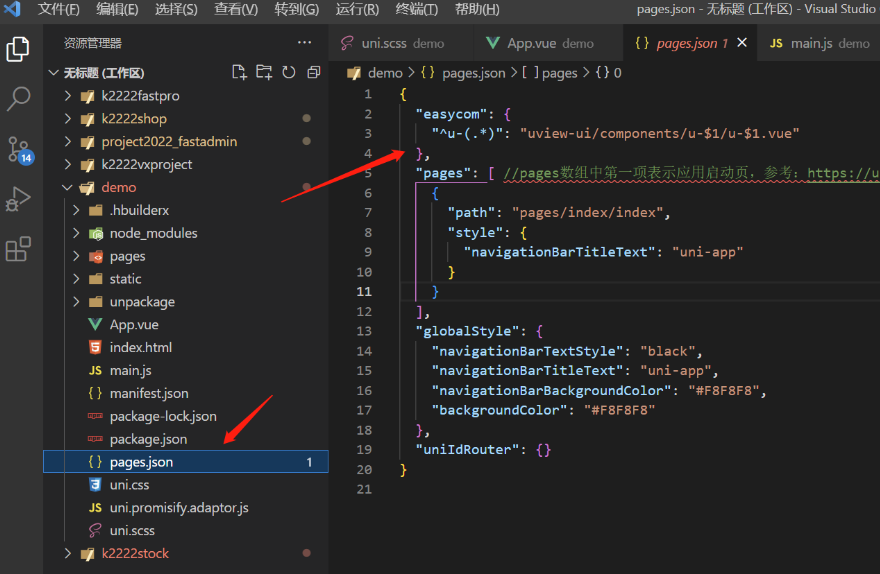 文件(F) 编辑(E) 选择(S) 查看(V) 转到(G) 运行(R) 终端(T) 帮助(H) pages.json - 无标题 (工作区) - Visual Studio
资源管理器 ...
uni.scss demo App.vue demo {} pages.json 1 × JS main.js demo
无标题 (工作区)
demo > {} pages.json > [ ] pages > {} 0
k2222fastpro
k2222shop
project2022_fastadmin
k2222vxproject
demo
.hbuilderx
node_modules
pages
static
unpackage
App.vue
index.html
JS main.js
{} manifest.json
package-lock.json
package.json
{} pages.json 1
uni.css
JS uni.promisify.adaptor.js
uni.scss
k2222stock
14
1 {
2 "easycom": {
3 "^u-(.*)": "uview-ui/components/u-$1/u-$1.vue"
4 },
5 "pages": [ //pages数组中第一项表示应用启动页，参考：https://u
6 {
7 "path": "pages/index/index",
8 "style": {
9 "navigationBarTitleText": "uni-app"
10 }
11 }
12 ],
13 "globalStyle": {
14 "navigationBarTextStyle": "black",
15 "navigationBarTitleText": "uni-app",
16 "navigationBarBackgroundColor": "#F8F8F8",
17 "backgroundColor": "#F8F8F8"
18 },
19 "uniIdRouter": {}
20 }
21